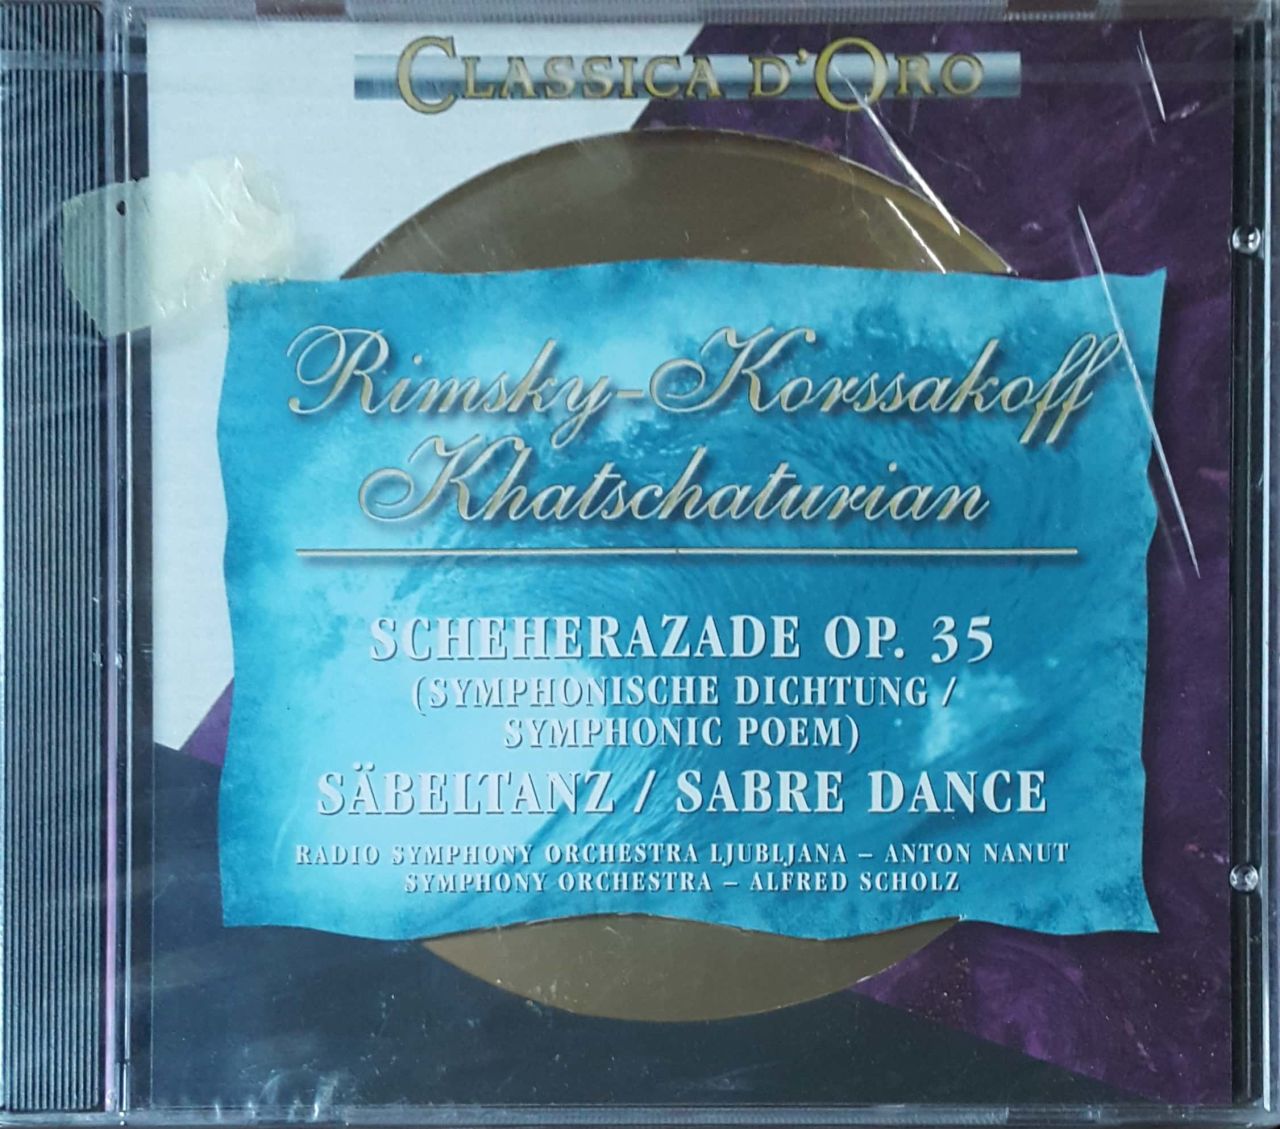 CLASSICA D'ORO
Rimsky-Korssakoff
Khatschaturian
SCHEHERAZADE OP. 35
(SYMPHONISCHE DICHTUNG /
SYMPHONIC POEM)
SÄBELTANZ / SABRE DANCE
RADIO SYMPHONY ORCHESTRA LJUBLJANA – ANTON NANUT
SYMPHONY ORCHESTRA – ALFRED SCHOLZ